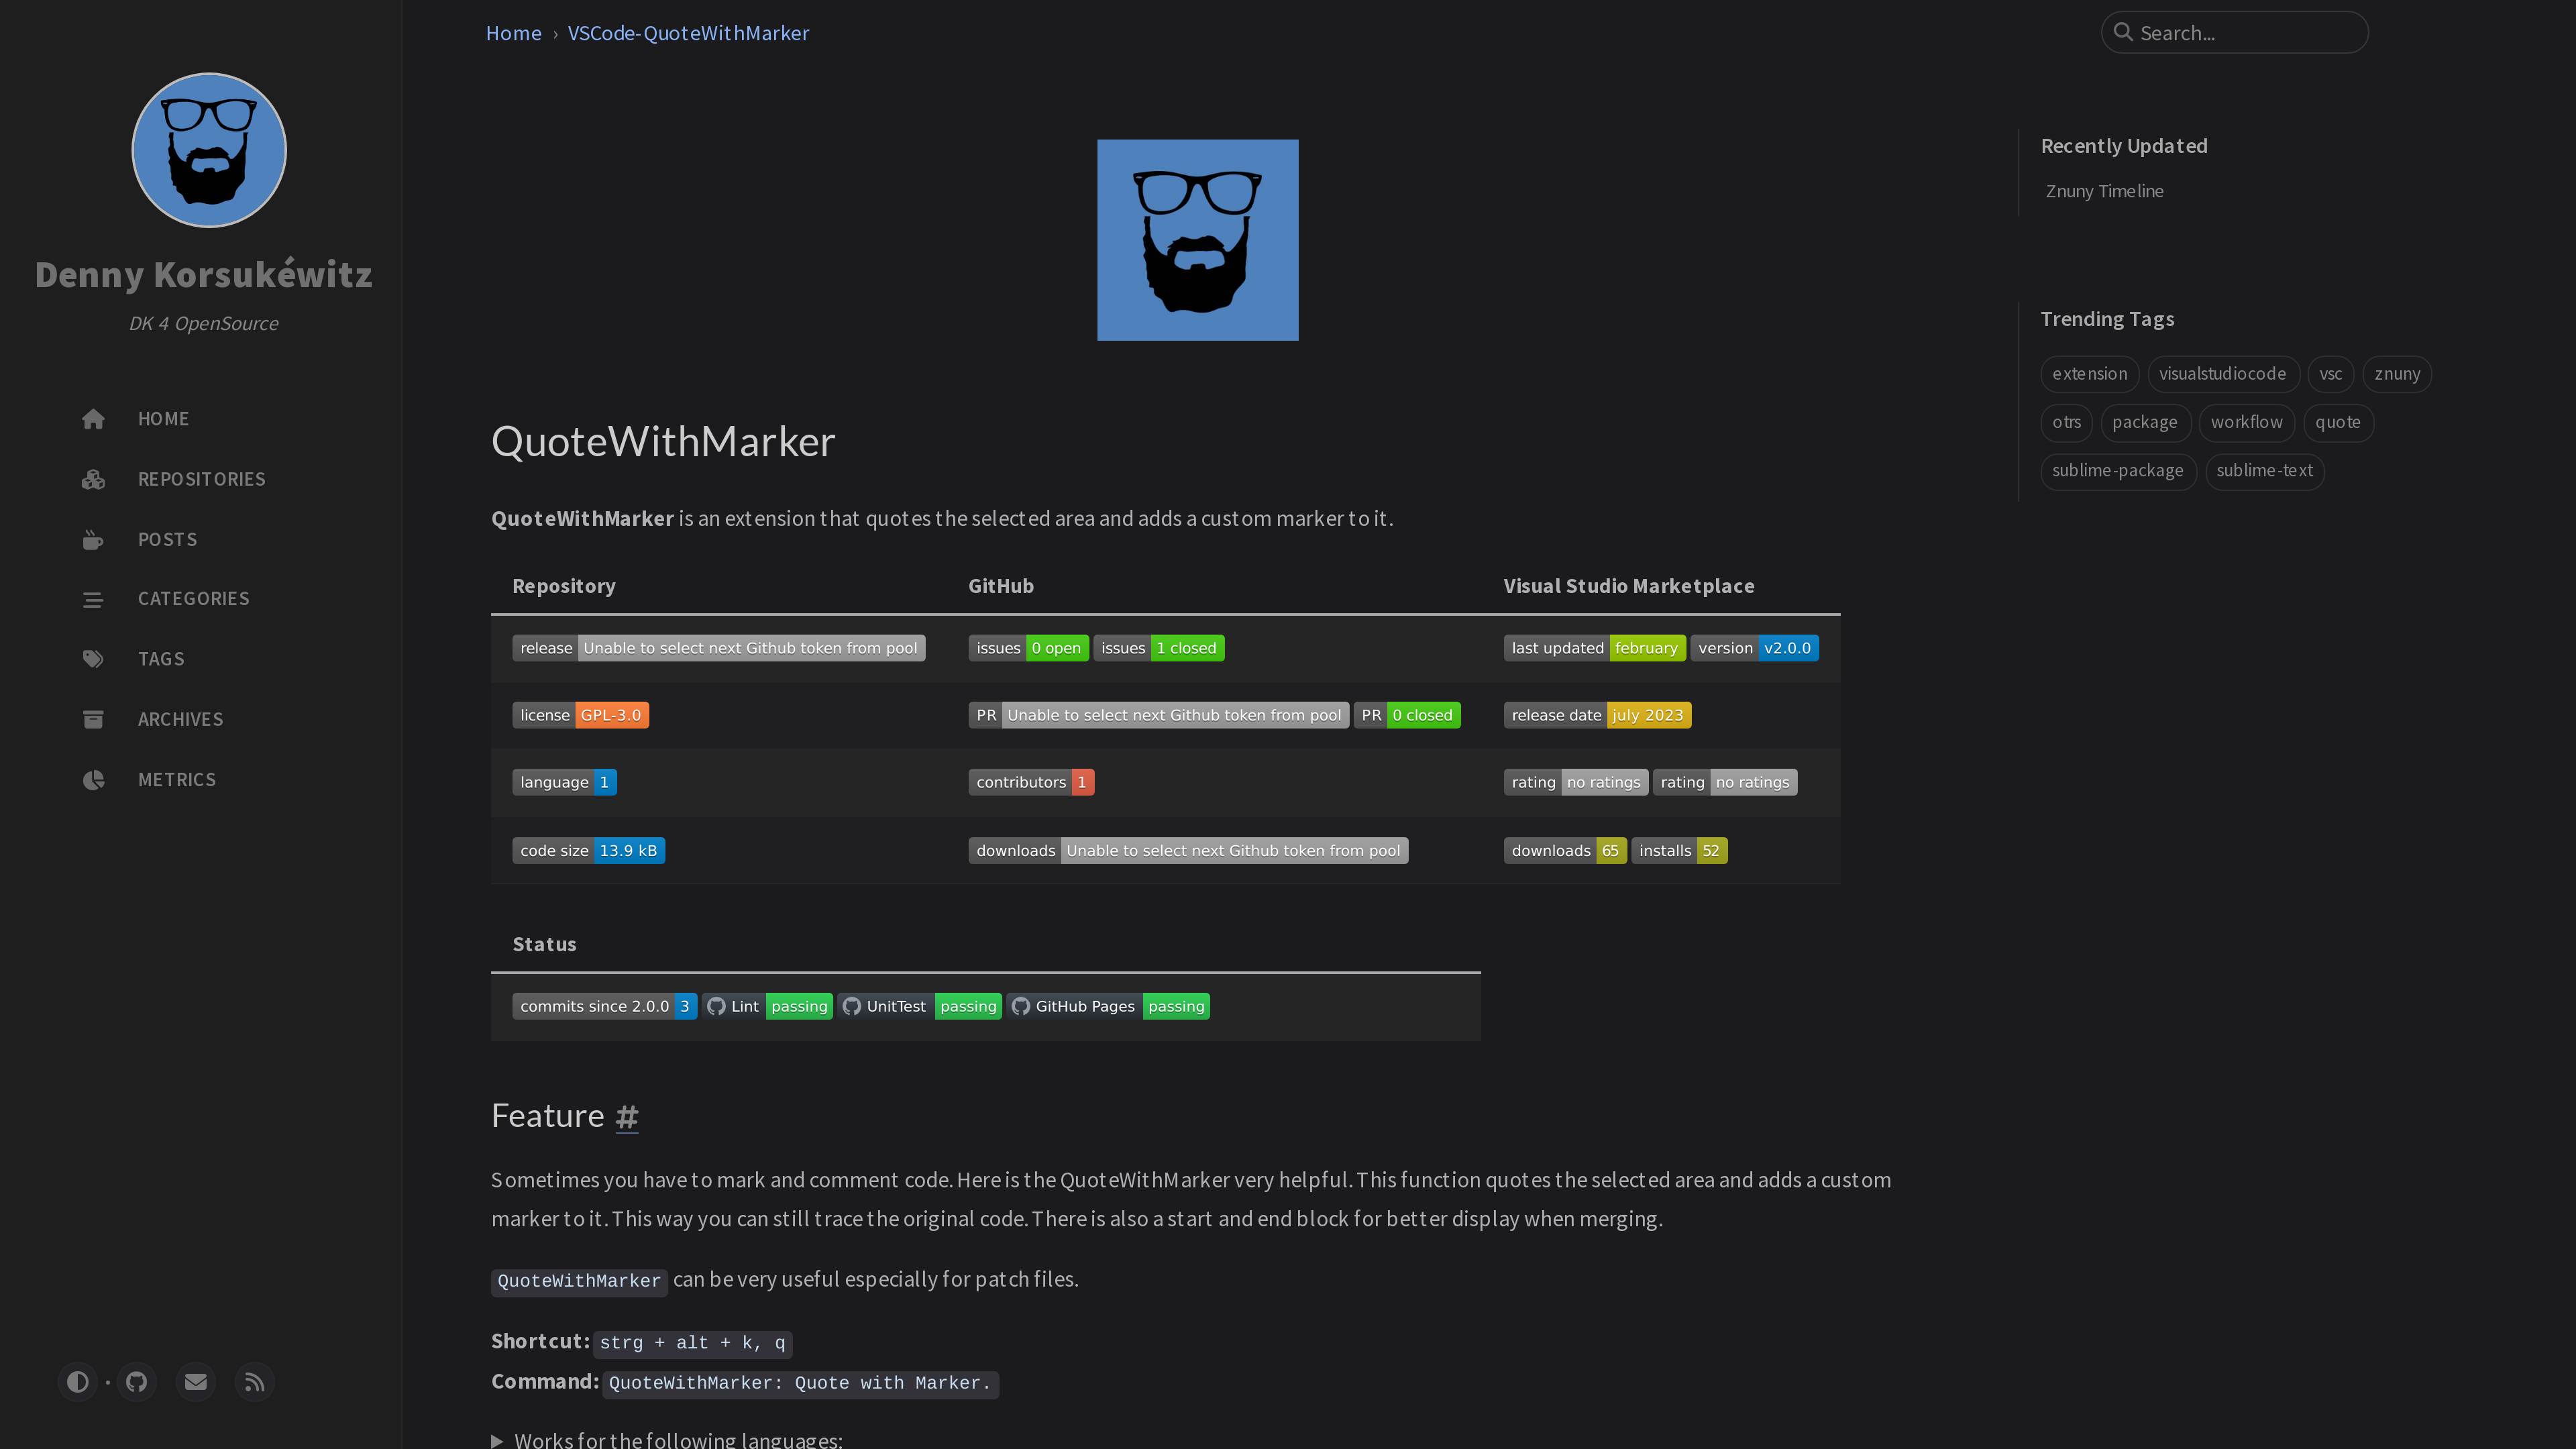 Denny Korsukéwitz
DK 4 OpenSource
HOME
REPOSITORIES
POSTS
CATEGORIES
TAGS
ARCHIVES
METRICS
Home › VSCode-QuoteWithMarker
Search...
QuoteWithMarker
QuoteWithMarker is an extension that quotes the selected area and adds a custom marker to it.
Repository GitHub Visual Studio Marketplace
release Unable to select next Github token from pool issues 0 open issues 1 closed last updated february version v2.0.0
license GPL-3.0 PR Unable to select next Github token from pool PR 0 closed release date july 2023
language 1 contributors 1 rating no ratings rating no ratings
code size 13.9 kB downloads Unable to select next Github token from pool downloads 65 installs 52
Status
commits since 2.0.0 3 Lint passing UnitTest passing GitHub Pages passing
Feature #
Sometimes you have to mark and comment code. Here is the QuoteWithMarker very helpful. This function quotes the selected area and adds a custom
marker to it. This way you can still trace the original code. There is also a start and end block for better display when merging.
QuoteWithMarker can be very useful especially for patch files.
Shortcut: strg + alt + k, q
Command: QuoteWithMarker: Quote with Marker.
Works for the following languages:
Recently Updated
Znuny Timeline
Trending Tags
extension visualstudiocode vsc znuny
otrs package workflow quote
sublime-package sublime-text